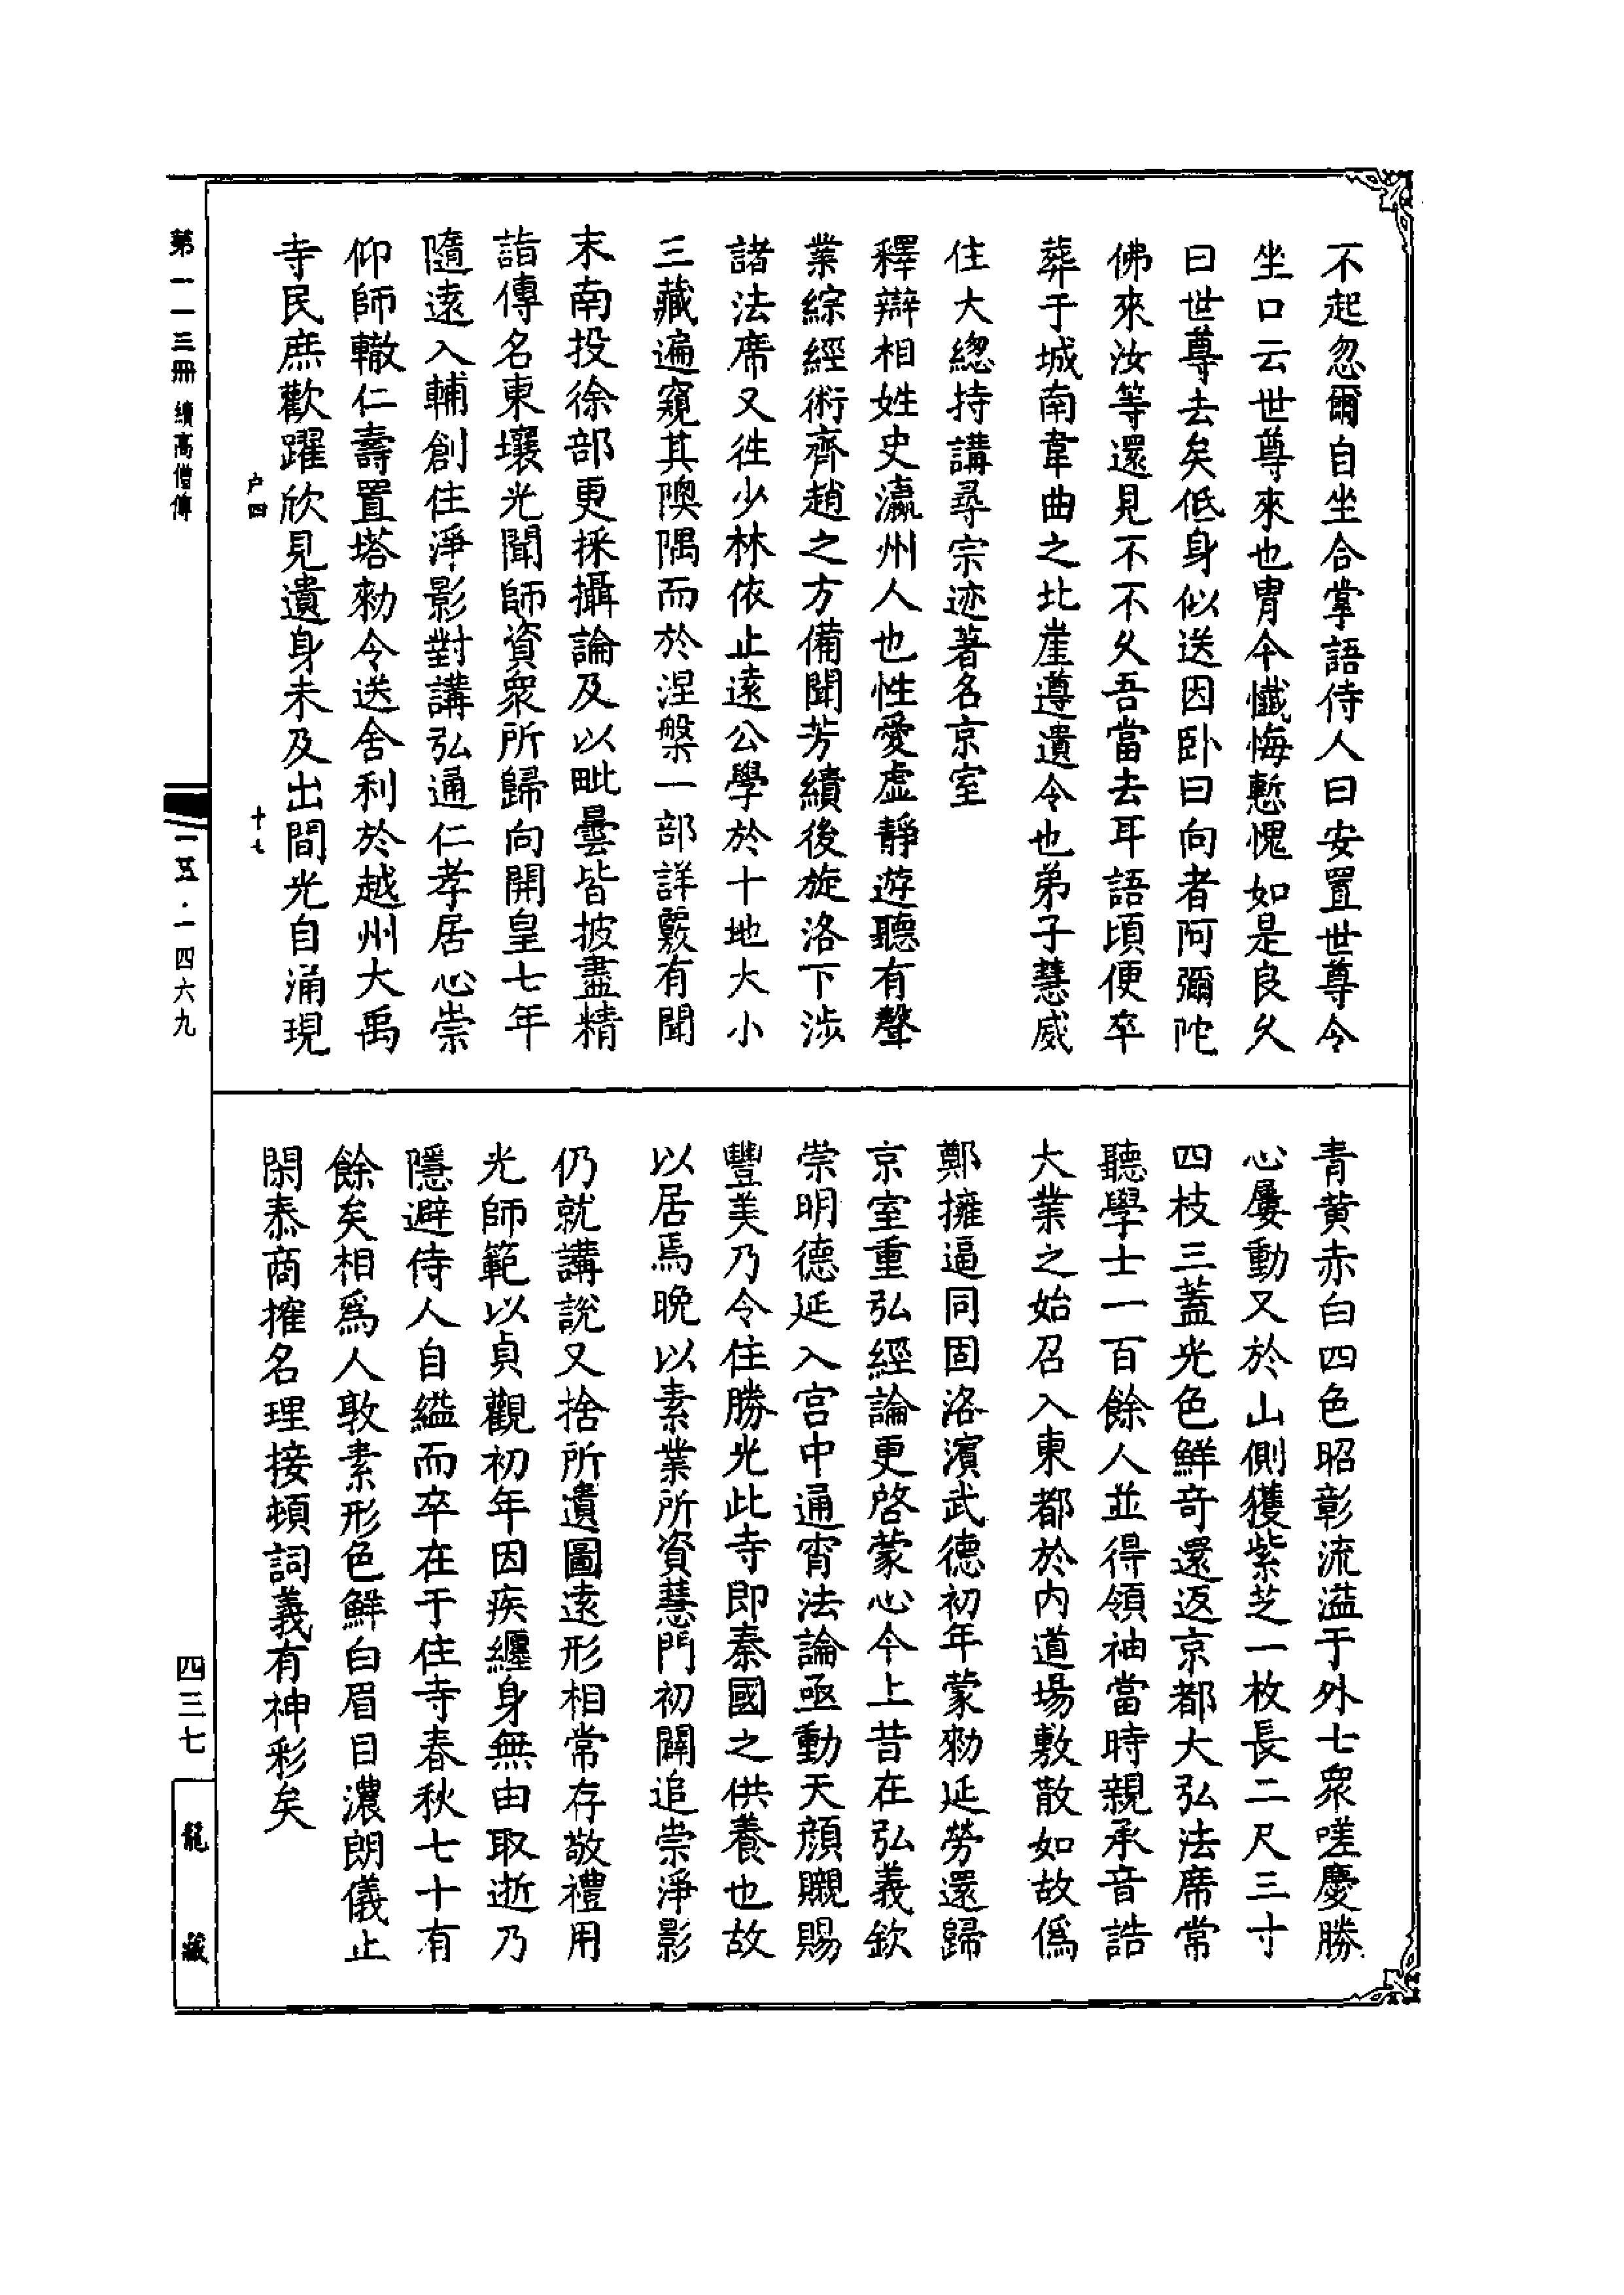 不起忽爾自坐合掌語侍人曰安置世尊令
坐口云世尊來也胄今懺悔慙愧如是良久
曰世尊去矣低身似送因卧曰向者阿彌陀
佛來汝等還見不不久吾當去耳語頃便卒
葬于城南韋曲之北崖遵遺令也弟子慧威
住大緫持講尋宗迹著名京室
釋辯相姓史瀛州人也性愛虛靜遊聽有聲
業綜經術齊趙之方備聞芳績後旋洛下涉
諸法席又徃少林依止遠公學於十地大小
三藏遍窺其隩隅而於涅槃一部詳覈有聞
末南投徐部更採攝論及以毗曇皆披盡精
詣傳名東壤光聞師資衆所歸向開皇七年
隨遠入輔創住淨影對講弘通仁孝居心崇
仰師轍仁壽置塔勑令送舍利於越州大禹
寺民庶歡躍欣見遺身未及出間光自涌現
户四
十七
青黄赤白四色昭彰流溢于外七衆嗟慶勝
心屢動又於山側獲紫芝一枚長二尺三寸
四枝三蓋光色鮮奇還返京都大弘法席常
聽學士一百餘人並得領袖當時親承音誥
大業之始召入東都於内道場敷散如故僞
鄭擁逼同固洛濱武德初年蒙勑延勞還歸
京室重弘經論更啓蒙心今上昔在弘義欽
崇明德延入宫中通宵法論亟動天顔賵賜
豐美乃令住勝光此寺即秦國之供養也故
以居焉晚以素業所資慧門初闢追崇淨影
仍就講說又捨所遺圖遠形相常存敬禮用
光師範以貞觀初年因疾纏身無由取逝乃
隱避侍人自縊而卒在于住寺春秋七十有
餘矣相爲人敦素形色鮮白眉目濃朗儀止
閑恭商搉名理接頓詞義有神彩矣
第一一三冊 續高僧傳
一五·一四六九
四三七
龍藏